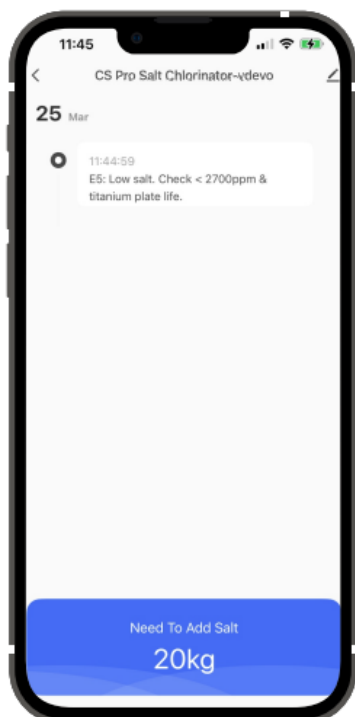 11:45
CS Pro Salt Chlorinator-vdevo
25 Mar
11:44:59
E5: Low salt. Check < 2700ppm &
titanium plate life.
Need To Add Salt
20kg